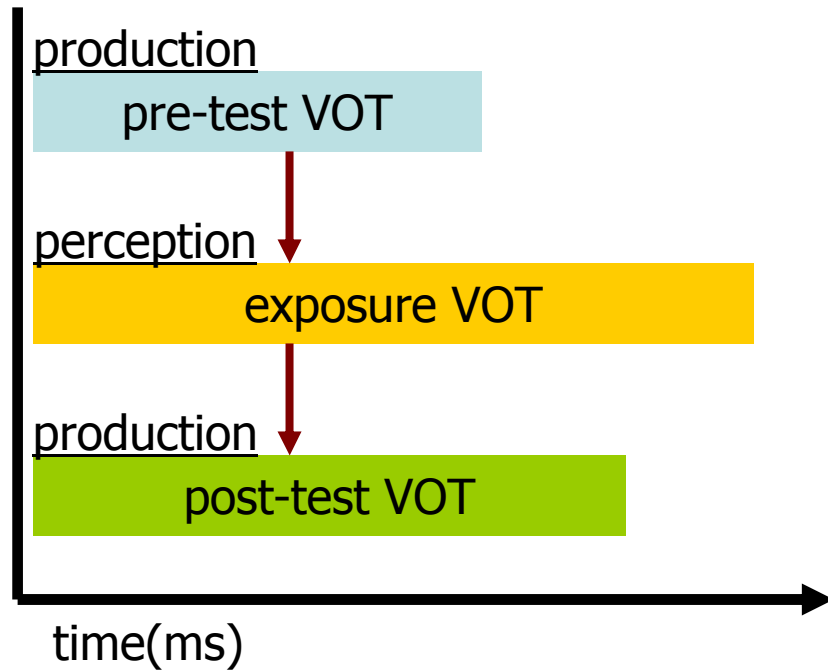 production
pre-test VOT
perception
exposure VOT
production
post-test VOT
time(ms)